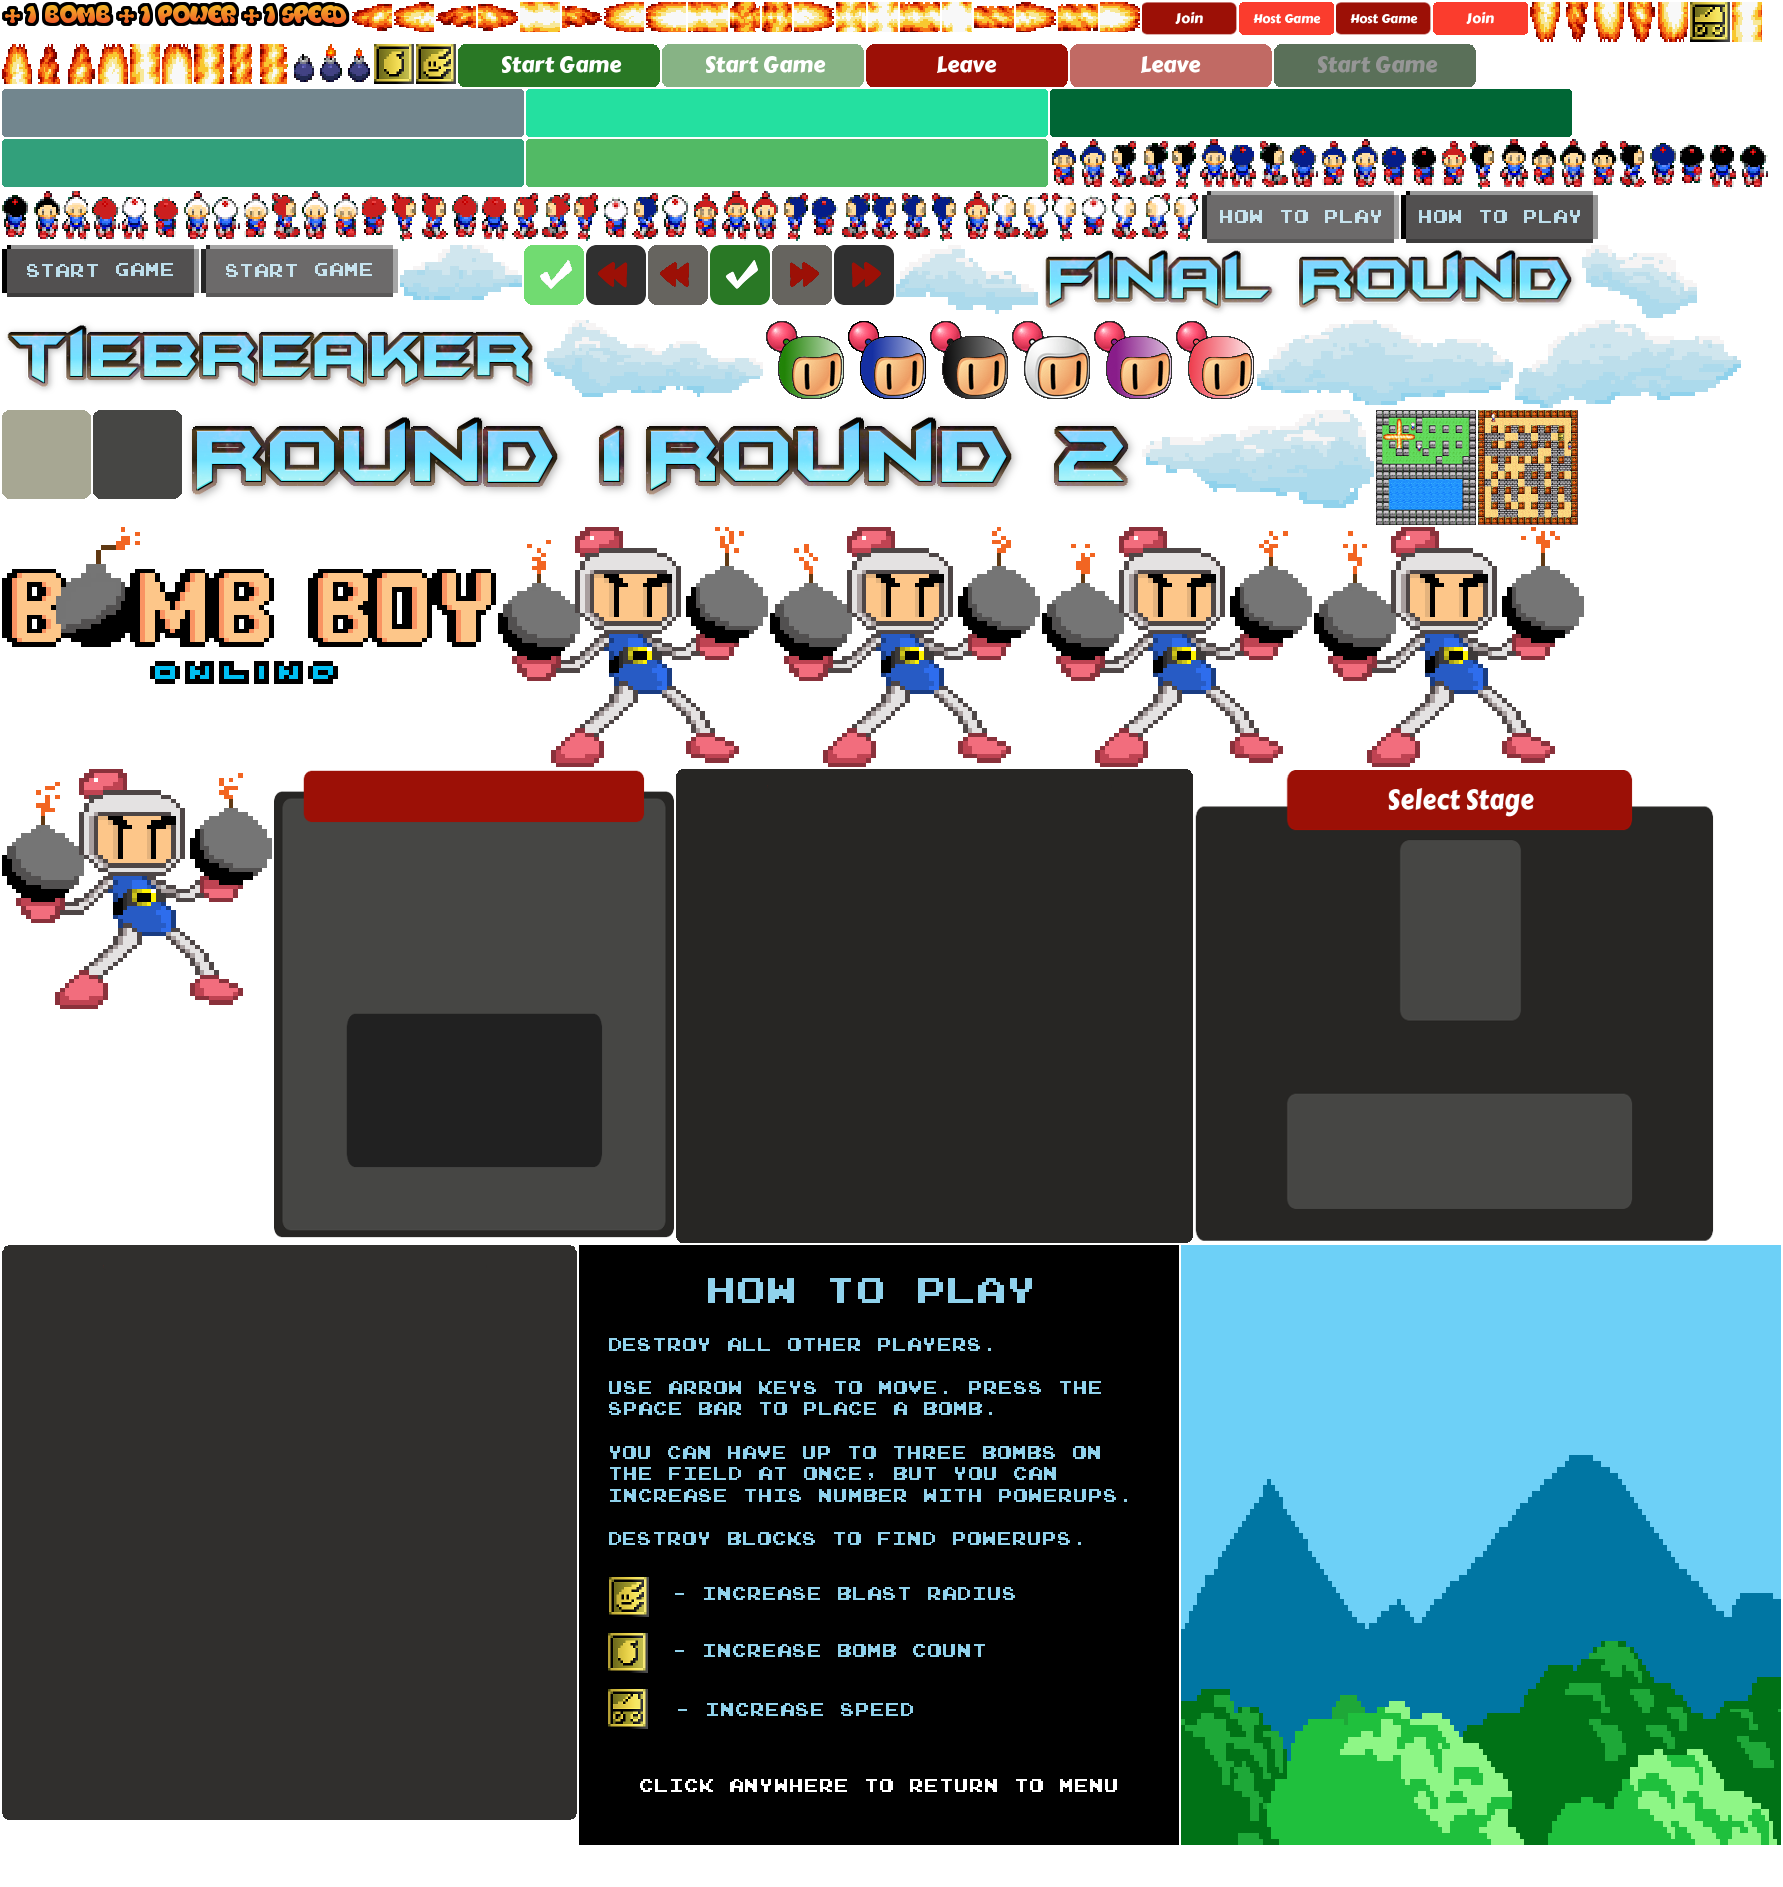 +1 BOMB +1 POWER +1 SPEED
Join
Host Game
Host Game
Join
Start Game
Start Game
Leave
Leave
Start Game
HOW TO PLAY
HOW TO PLAY
START GAME
START GAME
FINAL ROUND
TIEBREAKER
ROUND 1
ROUND 2
BOMB BOY
ONLINO
Select Stage
HOW TO PLAY
DESTROY ALL OTHER PLAYERS.
USE ARROW KEYS TO MOVE. PRESS THE
SPACE BAR TO PLACE A BOMB.
YOU CAN HAVE UP TO THREE BOMBS ON
THE FIELD AT ONCE, BUT YOU CAN
INCREASE THIS NUMBER WITH POWERUPS.
DESTROY BLOCKS TO FIND POWERUPS.
- INCREASE BLAST RADIUS
- INCREASE BOMB COUNT
- INCREASE SPEED
CLICK ANYWHERE TO RETURN TO MENU